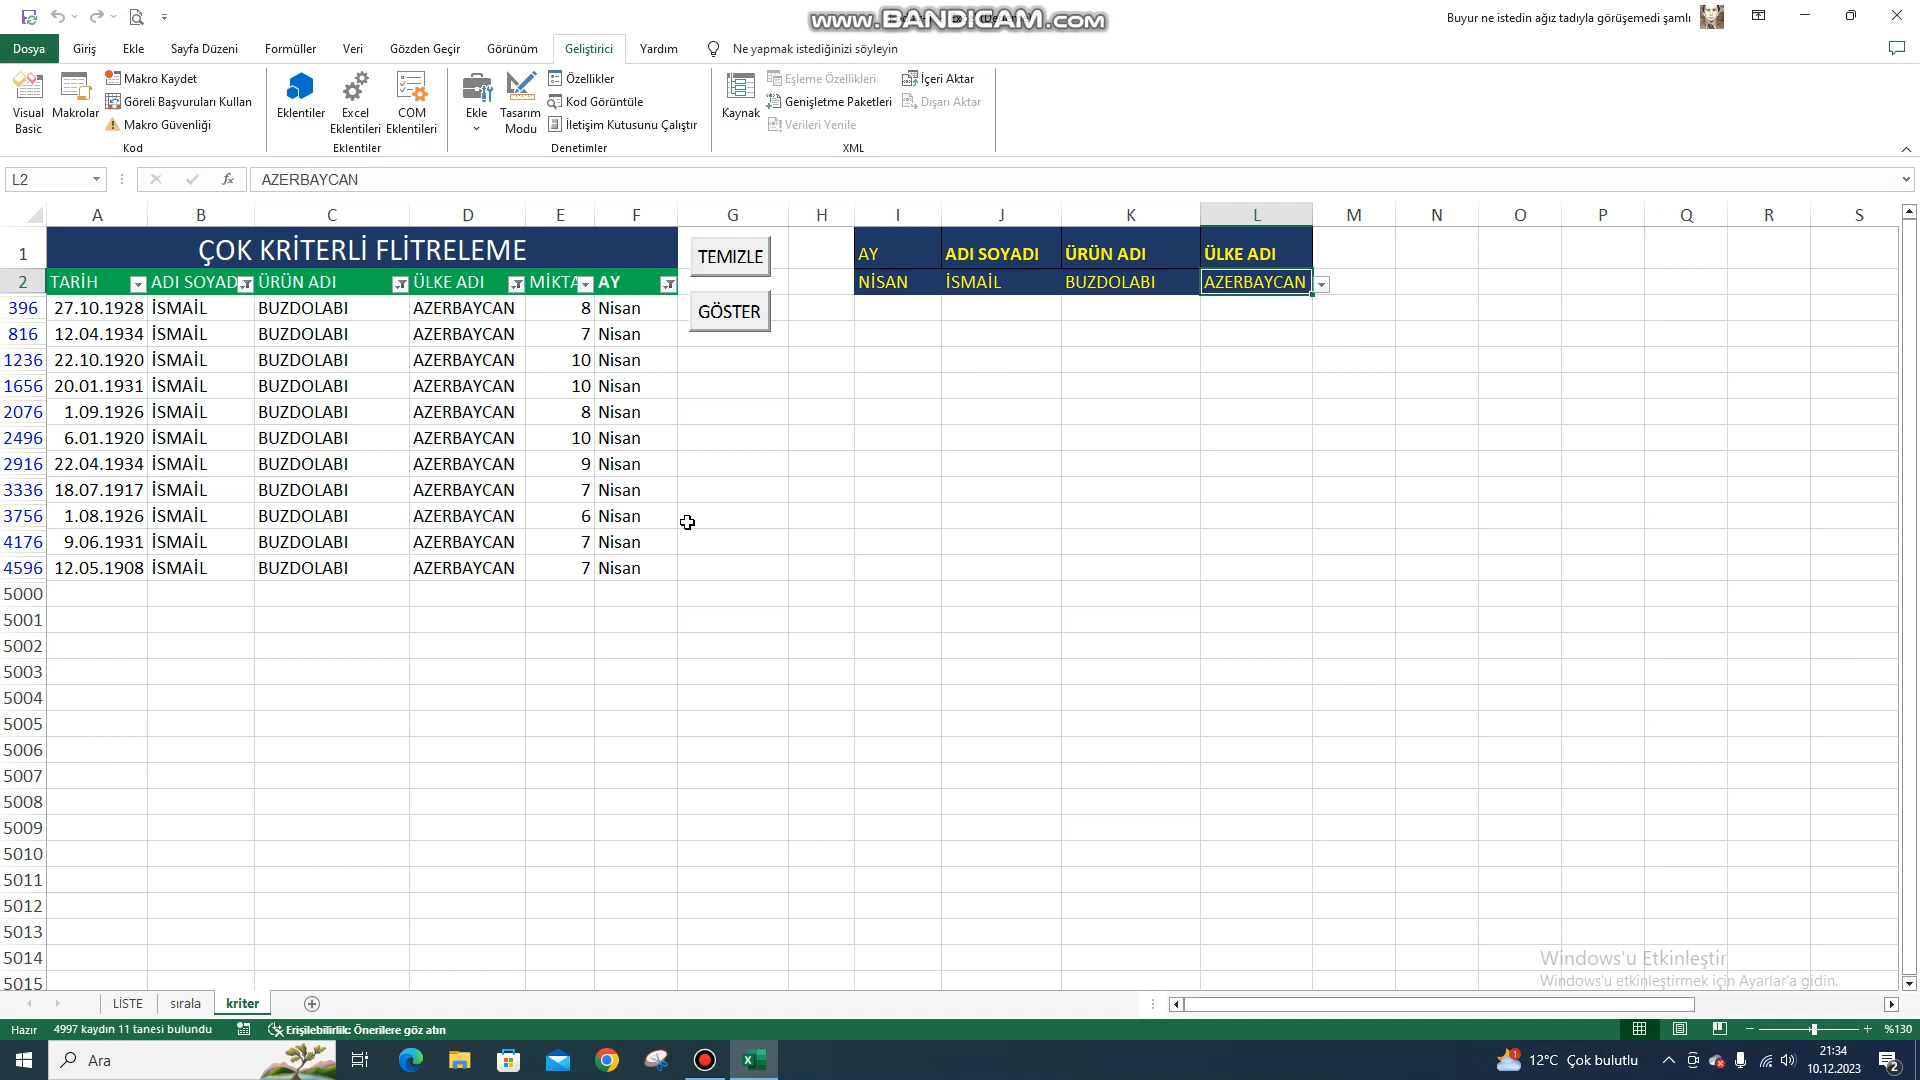 www.BANDICAM.com
Buyur ne istedin ağız tadıyla görüşemedi şamlı
Dosya Giriş Ekle Sayfa Düzeni Formüller Veri Gözden Geçir Görünüm Geliştirici Yardım Ne yapmak istediğinizi söyleyin
Visual Basic
Makrolar
Makro Kaydet
Göreli Başvuruları Kullan
Makro Güvenliği
Kod
Eklentiler
Excel Eklentileri
COM Eklentileri
Eklentiler
Ekle
Tasarım Modu
Özellikler
Kod Görüntüle
İletişim Kutusunu Çalıştır
Denetimler
Kaynak
Eşleme Özellikleri
Genişletme Paketleri
Verileri Yenile
İçeri Aktar
Dışarı Aktar
XML
L2 fx AZERBAYCAN
A B C D E F G H I J K L M N O P Q R S
1 ÇOK KRİTERLİ FLİTRELEME TEMİZLE AY ADI SOYADI ÜRÜN ADI ÜLKE ADI
2 TARİH ADI SOYAD ÜRÜN ADI ÜLKE ADI MİKTA AY NİSAN İSMAİL BUZDOLABI AZERBAYCAN
396 27.10.1928 İSMAİL BUZDOLABI AZERBAYCAN 8 Nisan GÖSTER
816 12.04.1934 İSMAİL BUZDOLABI AZERBAYCAN 7 Nisan
1236 22.10.1920 İSMAİL BUZDOLABI AZERBAYCAN 10 Nisan
1656 20.01.1931 İSMAİL BUZDOLABI AZERBAYCAN 10 Nisan
2076 1.09.1926 İSMAİL BUZDOLABI AZERBAYCAN 8 Nisan
2496 6.01.1920 İSMAİL BUZDOLABI AZERBAYCAN 10 Nisan
2916 22.04.1934 İSMAİL BUZDOLABI AZERBAYCAN 9 Nisan
3336 18.07.1917 İSMAİL BUZDOLABI AZERBAYCAN 7 Nisan
3756 1.08.1926 İSMAİL BUZDOLABI AZERBAYCAN 6 Nisan
4176 9.06.1931 İSMAİL BUZDOLABI AZERBAYCAN 7 Nisan
4596 12.05.1908 İSMAİL BUZDOLABI AZERBAYCAN 7 Nisan
5000
5001
5002
5003
5004
5005
5006
5007
5008
5009
5010
5011
5012
5013
5014
5015
Windows'u Etkinleştir
Windows'u etkinleştirmek için Ayarlar'a gidin.
LİSTE sırala kriter
Hazır 4997 kaydın 11 tanesi bulundu Erişilebilirlik: Önerilere göz atın %130
Ara 12°C Çok bulutlu 21:34
10.12.2023 2